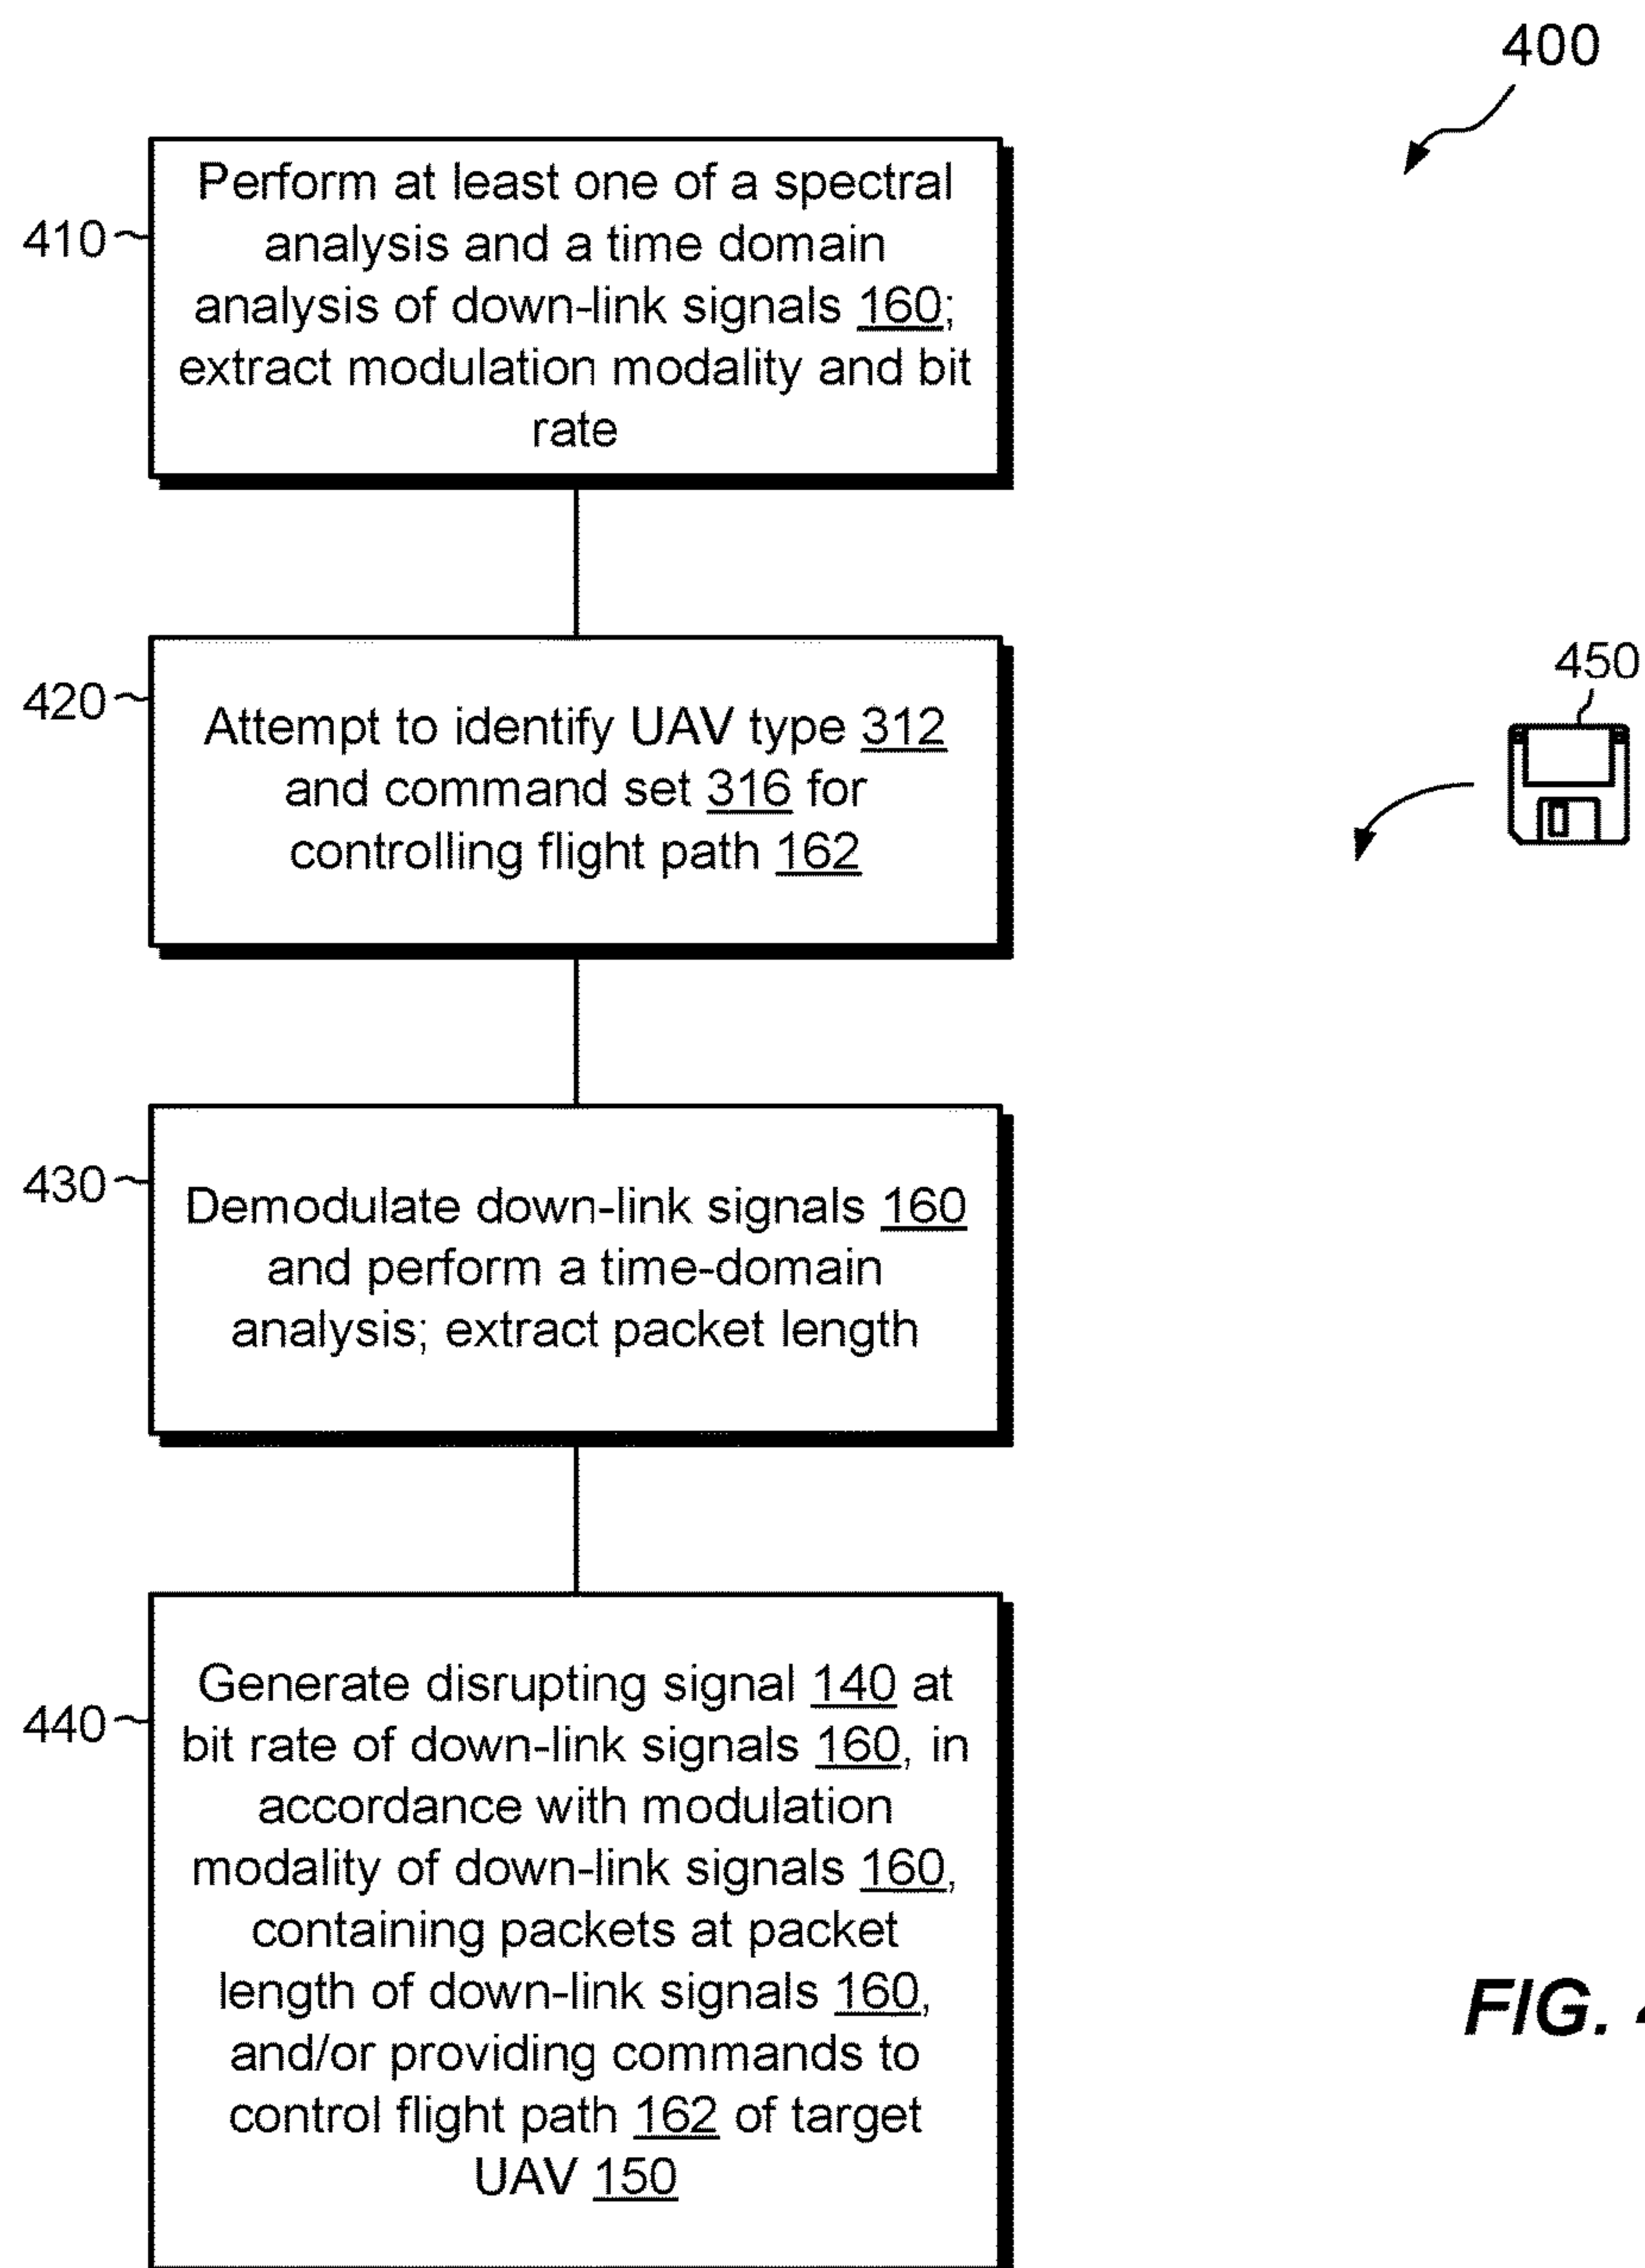 400
410
Perform at least one of a spectral
analysis and a time domain
analysis of down-link signals 160;
extract modulation modality and bit
rate
420
Attempt to identify UAV type 312
and command set 316 for
controlling flight path 162
450
430
Demodulate down-link signals 160
and perform a time-domain
analysis; extract packet length
440
Generate disrupting signal 140 at
bit rate of down-link signals 160, in
accordance with modulation
modality of down-link signals 160,
containing packets at packet
length of down-link signals 160,
and/or providing commands to
control flight path 162 of target
UAV 150
FIG.